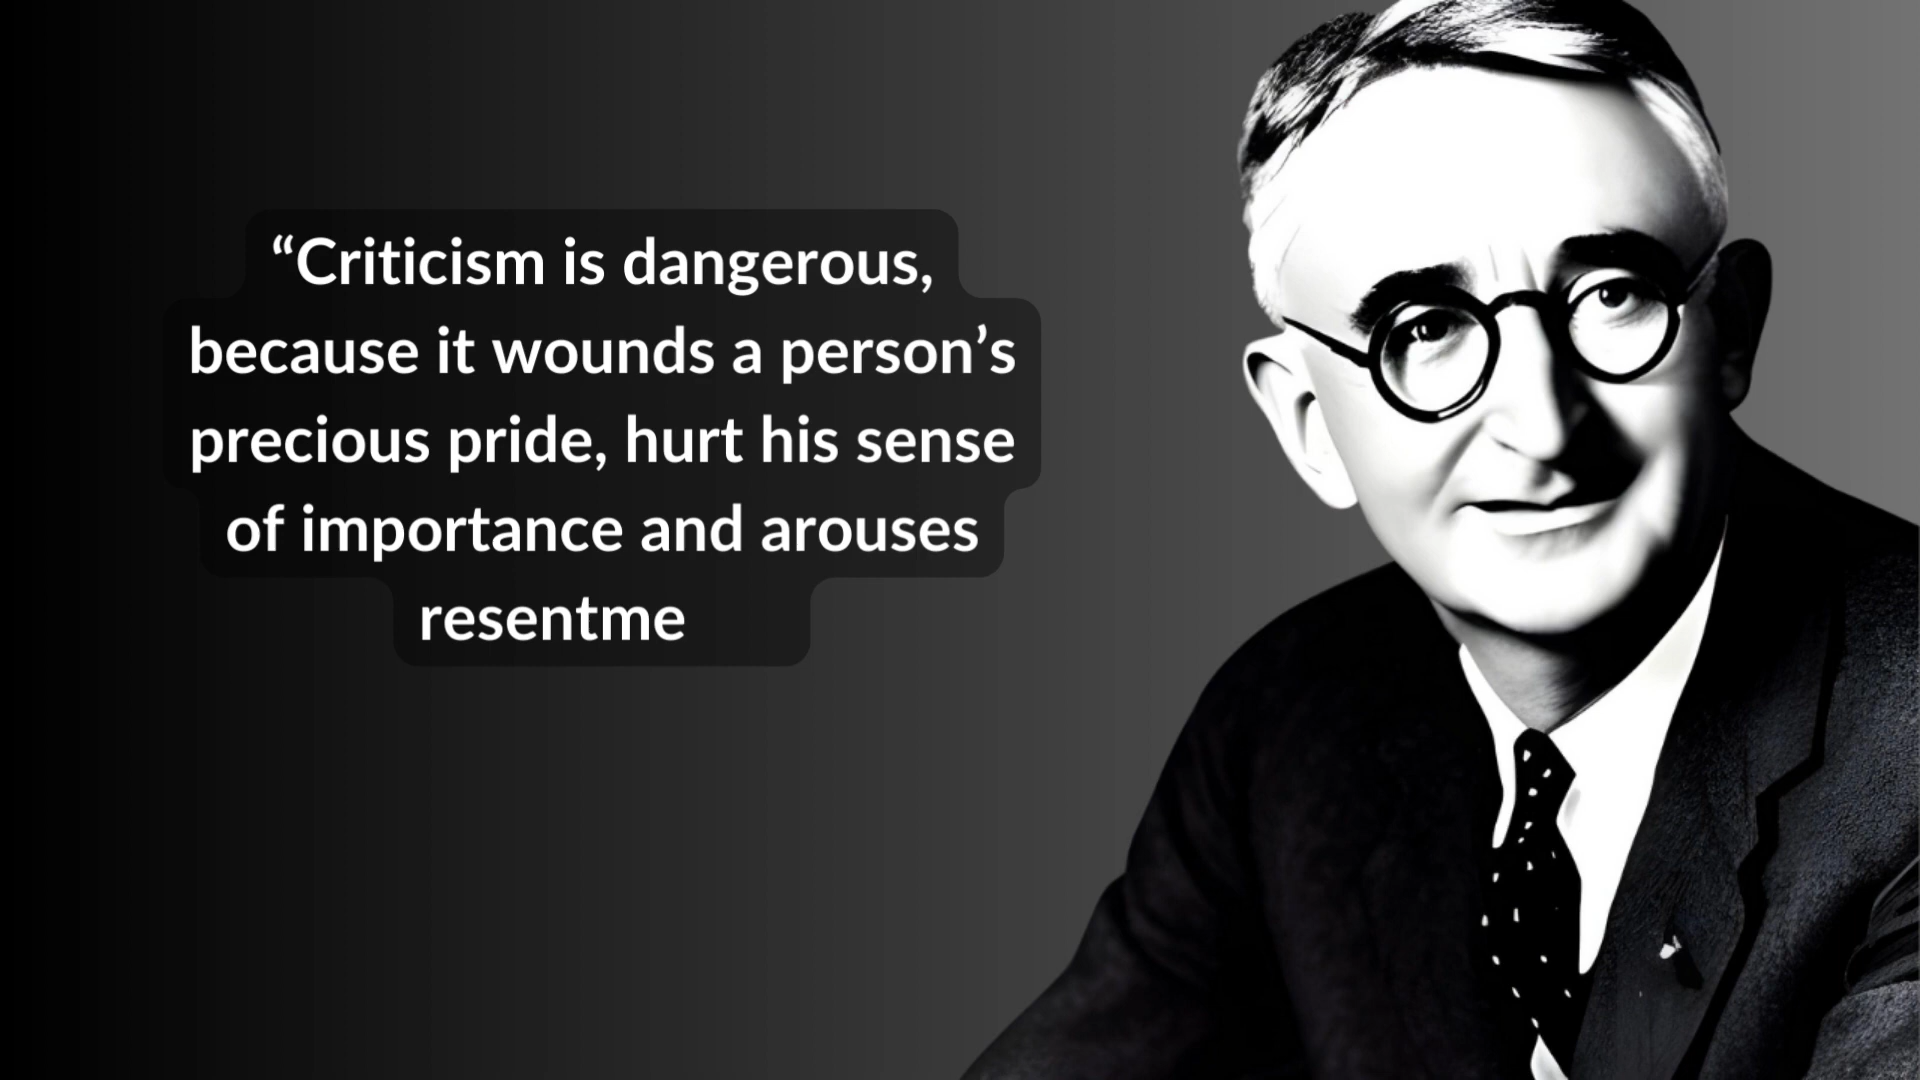 “Criticism is dangerous,
because it wounds a person’s
precious pride, hurt his sense
of importance and arouses
resentme